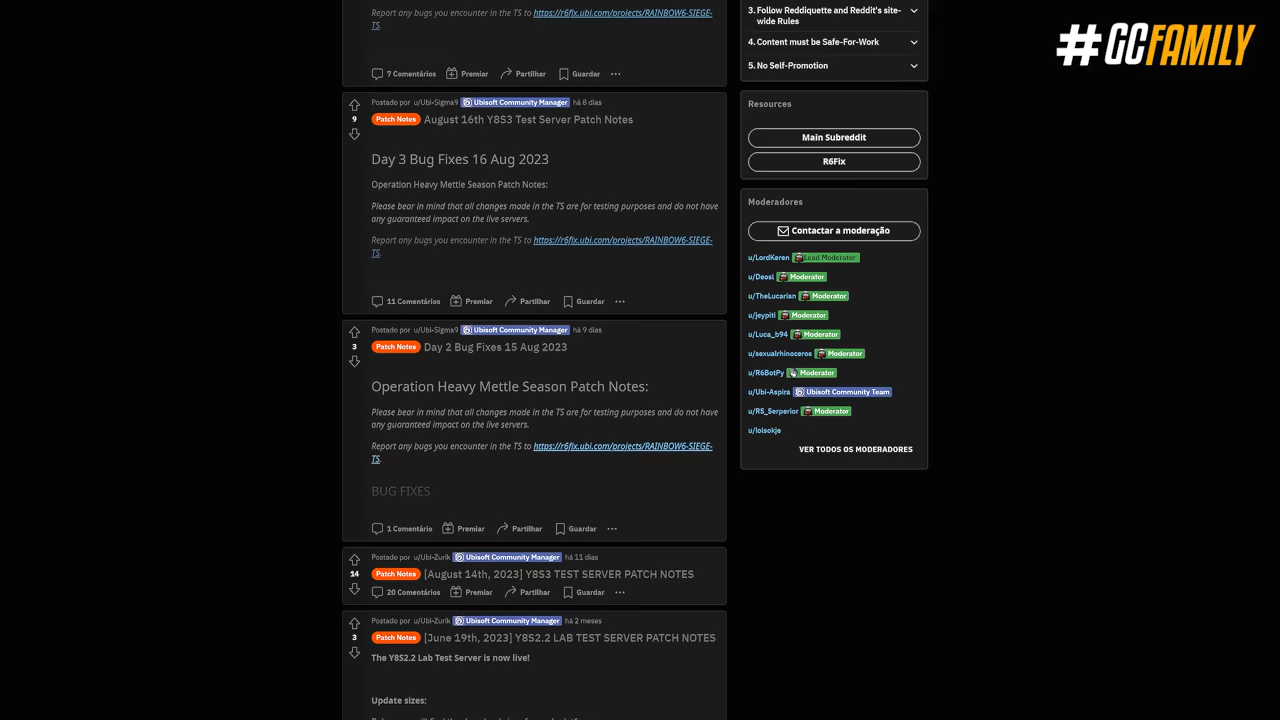 Report any bugs you encounter in the TS to https://r6fix.ubi.com/projects/RAINBOW6-SIEGE-
TS.
7 Comentários Premiar Partilhar Guardar ...
Postado por u/Ubi-Sigma9 Ubisoft Community Manager há 8 dias
9
Patch Notes August 16th Y8S3 Test Server Patch Notes
Day 3 Bug Fixes 16 Aug 2023
Operation Heavy Mettle Season Patch Notes:
Please bear in mind that all changes made in the TS are for testing purposes and do not have
any guaranteed impact on the live servers.
Report any bugs you encounter in the TS to https://r6fix.ubi.com/projects/RAINBOW6-SIEGE-
TS.
11 Comentários Premiar Partilhar Guardar ...
Postado por u/Ubi-Sigma9 Ubisoft Community Manager há 9 dias
3
Patch Notes Day 2 Bug Fixes 15 Aug 2023
Operation Heavy Mettle Season Patch Notes:
Please bear in mind that all changes made in the TS are for testing purposes and do not have
any guaranteed impact on the live servers.
Report any bugs you encounter in the TS to https://r6fix.ubi.com/projects/RAINBOW6-SIEGE-
TS.
BUG FIXES
1 Comentário Premiar Partilhar Guardar ...
Postado por u/Ubi-Zurik Ubisoft Community Manager há 11 dias
14
Patch Notes [August 14th, 2023] Y8S3 TEST SERVER PATCH NOTES
20 Comentários Premiar Partilhar Guardar ...
Postado por u/Ubi-Zurik Ubisoft Community Manager há 2 meses
3
Patch Notes [June 19th, 2023] Y8S2.2 LAB TEST SERVER PATCH NOTES
The Y8S2.2 Lab Test Server is now live!
Update sizes:
3. Follow Reddiquette and Reddit's site-
wide Rules
4. Content must be Safe-For-Work
5. No Self-Promotion
Resources
Main Subreddit
R6Fix
Moderadores
Contactar a moderação
u/LordKeren Lead Moderator
u/Deosl Moderator
u/TheLucarian Moderator
u/jeypiti Moderator
u/Luca_b94 Moderator
u/sexualrhinoceros Moderator
u/R6BotPy Moderator
u/Ubi-Aspira Ubisoft Community Team
u/RS_Serperior Moderator
u/lolsokje
VER TODOS OS MODERADORES
#GCFAMILY